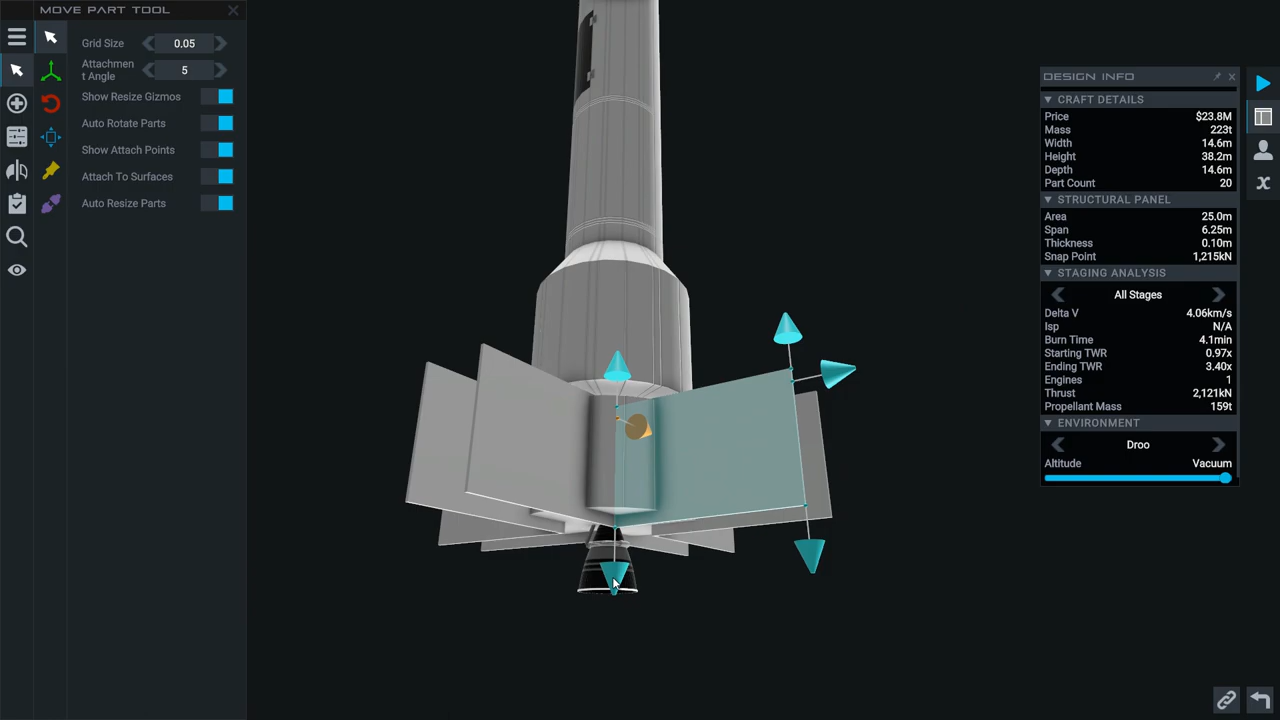 MOVE PART TOOL
Grid Size 0.05
Attachmen
t Angle 5
Show Resize Gizmos
Auto Rotate Parts
Show Attach Points
Attach To Surfaces
Auto Resize Parts
DESIGN INFO
CRAFT DETAILS
Price $23.8M
Mass 223t
Width 14.6m
Height 38.2m
Depth 14.6m
Part Count 20
STRUCTURAL PANEL
Area 25.0m
Span 6.25m
Thickness 0.10m
Snap Point 1,215kN
STAGING ANALYSIS
All Stages
Delta V 4.06km/s
Isp N/A
Burn Time 4.1min
Starting TWR 0.97x
Ending TWR 3.40x
Engines 1
Thrust 2,121kN
Propellant Mass 159t
ENVIRONMENT
Droo
Altitude Vacuum